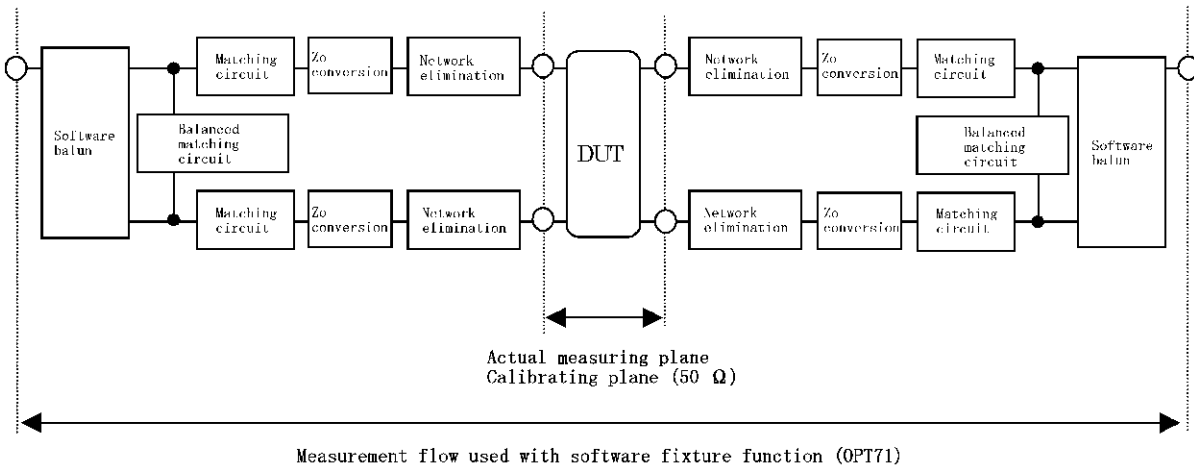 Matching
circuit
Zo
conversion
Network
elimination
Network
elimination
Zo
conversion
Matching
circuit
Software
balun
Balanced
matching
circuit
DUT
Balanced
matching
circuit
Software
balun
Matching
circuit
Zo
conversion
Network
elimination
Network
elimination
Zo
conversion
Matching
circuit
Actual measuring plane
Calibrating plane (50 Ω)
Measurement flow used with software fixture function (OPT71)